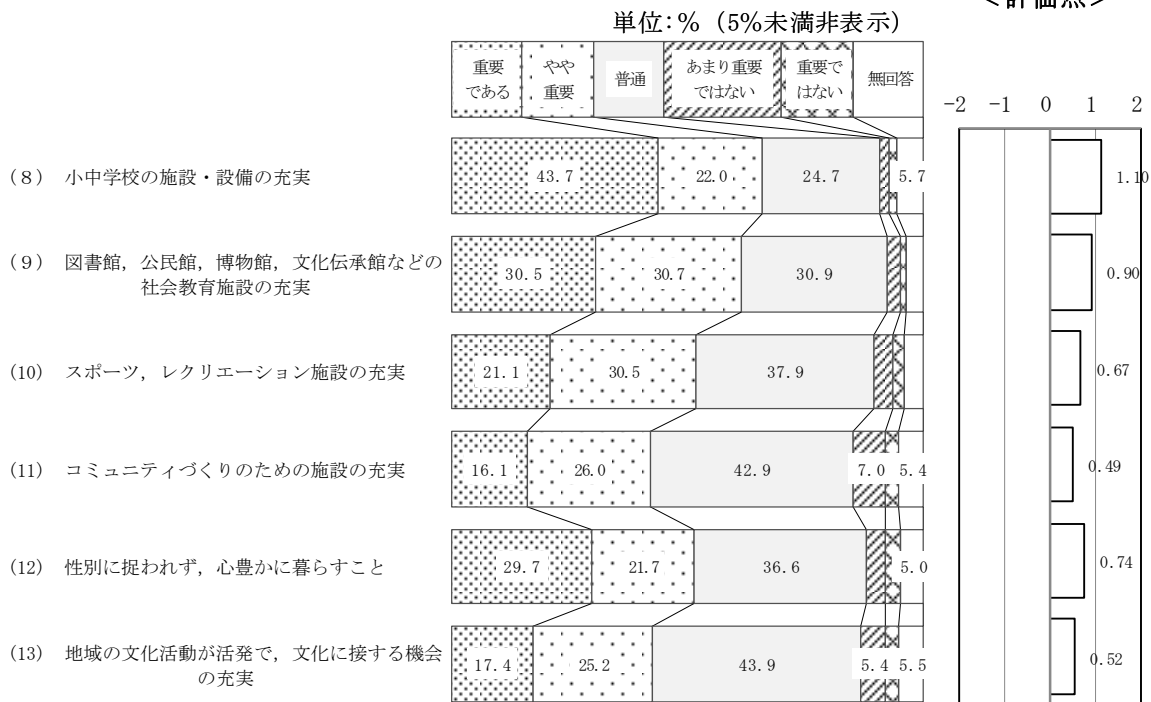 ＜評価点＞
単位：％（5％未満非表示）
重要
である
やや
重要
普通
あまり重要
ではない
重要で
はない
無回答
-2 -1 0 1 2
(8) 小中学校の施設・設備の充実 43.7 22.0 24.7 5.7 1.10
(9) 図書館，公民館，博物館，文化伝承館などの
社会教育施設の充実 30.5 30.7 30.9 0.90
(10) スポーツ，レクリエーション施設の充実 21.1 30.5 37.9 0.67
(11) コミュニティづくりのための施設の充実 16.1 26.0 42.9 7.0 5.4 0.49
(12) 性別に捉われず，心豊かに暮らすこと 29.7 21.7 36.6 5.0 0.74
(13) 地域の文化活動が活発で，文化に接する機会
の充実 17.4 25.2 43.9 5.4 5.5 0.52